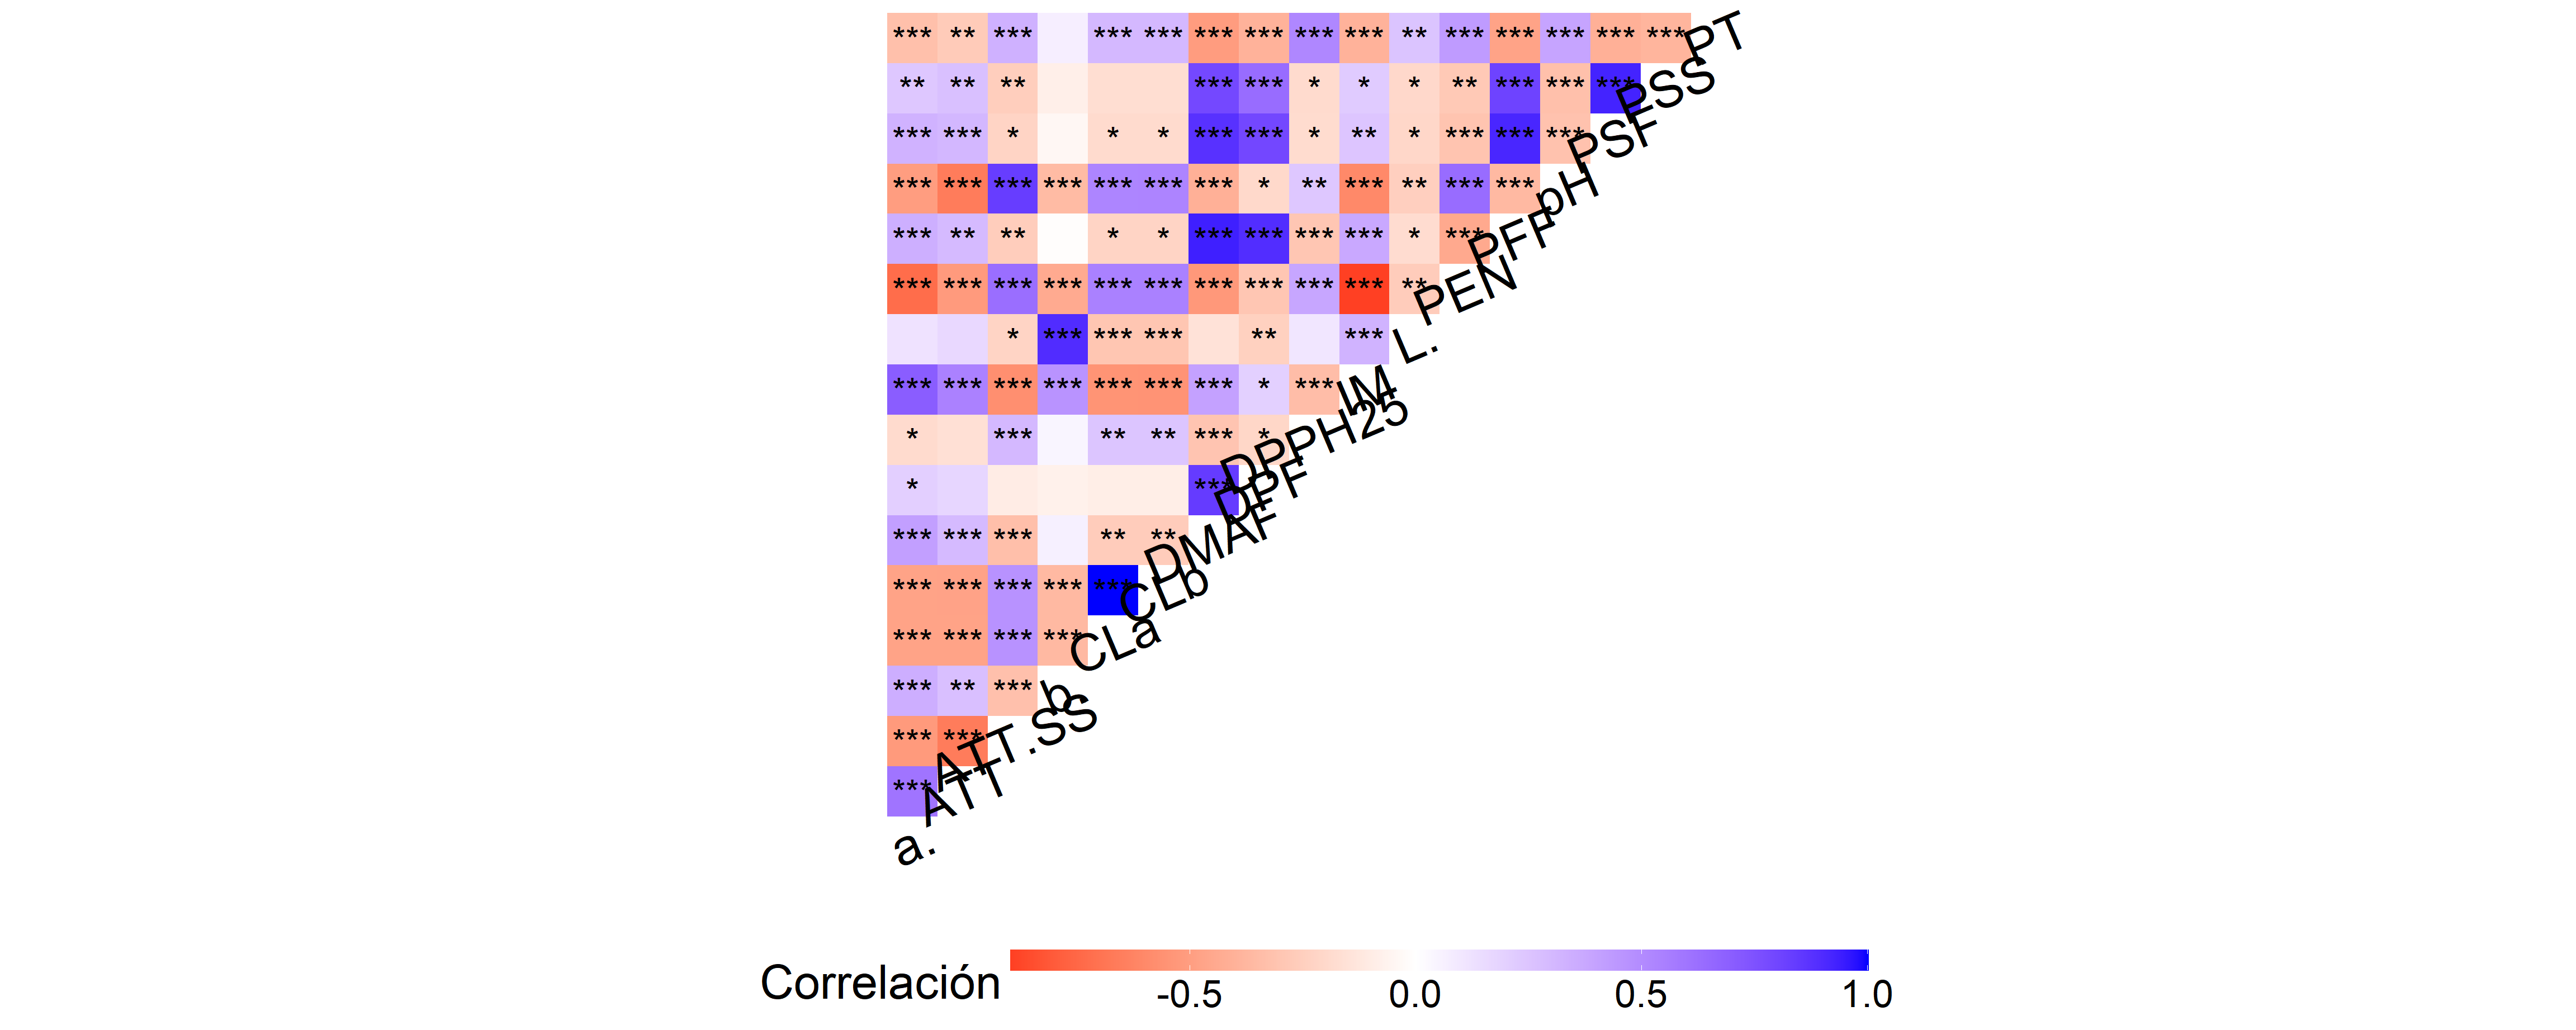 *** ** *** *** *** *** *** *** *** ** *** *** *** *** *** PT
** ** ** *** *** * * * ** *** *** *** PSS
*** *** * * * *** *** * ** * *** *** *** PSF
*** *** *** *** *** *** *** * ** *** ** *** *** pH
*** ** ** * * *** *** *** *** * *** PFF
*** *** *** *** *** *** *** *** *** *** ** PEN
* *** *** *** ** *** L.
*** *** *** *** *** *** *** * *** IM
* *** ** ** *** * DPPH25
* *** DPF
*** *** *** ** ** DMAF
*** *** *** *** *** CLb
*** *** *** *** CLa
*** ** *** b
*** *** ATT.SS
*** ATT
a.
Correlación
-0.5 0.0 0.5 1.0